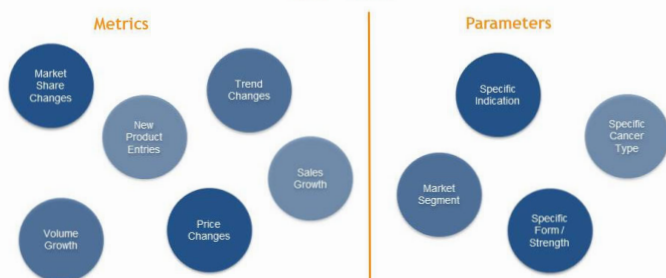 Metrics
Parameters
Market
Share
Changes
Trend
Changes
New
Product
Entries
Sales
Growth
Volume
Growth
Price
Changes
Specific
Indication
Specific
Cancer
Type
Market
Segment
Specific
Form /
Strength